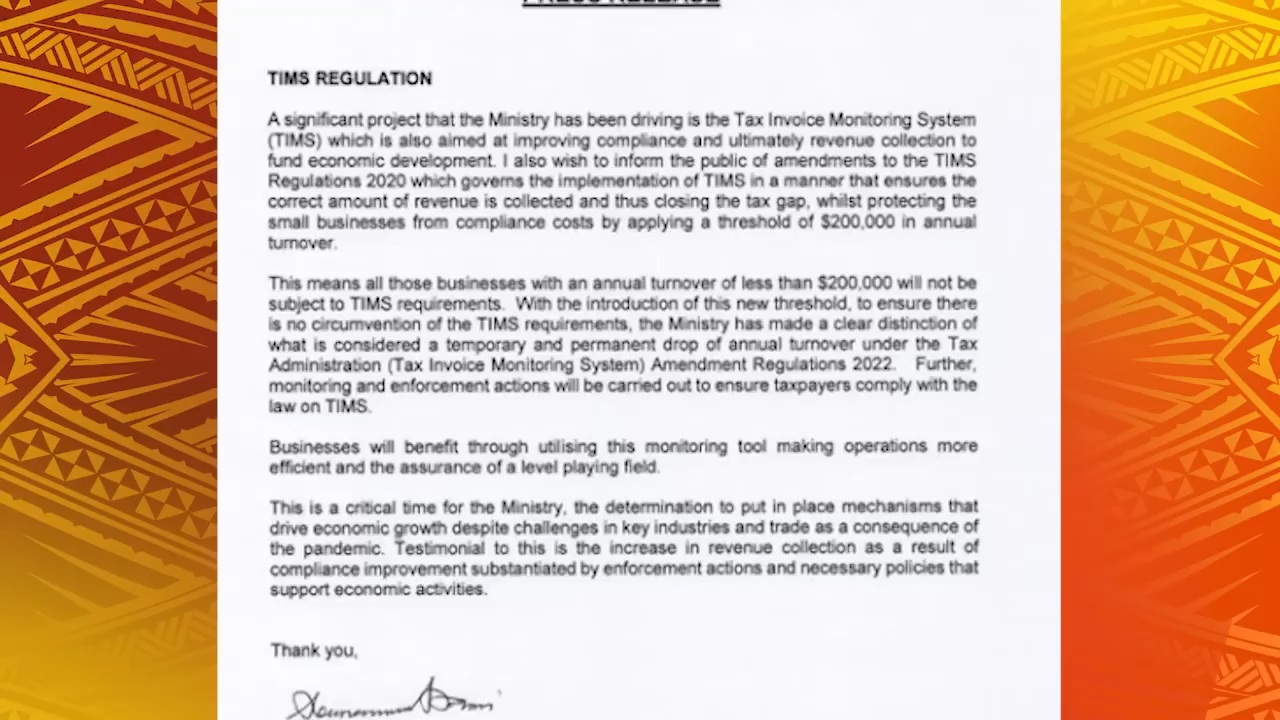 PRESS RELEASE
TIMS REGULATION
A significant project that the Ministry has been driving is the Tax Invoice Monitoring System
(TIMS) which is also aimed at improving compliance and ultimately revenue collection to
fund economic development. I also wish to inform the public of amendments to the TIMS
Regulations 2020 which governs the implementation of TIMS in a manner that ensures the
correct amount of revenue is collected and thus closing the tax gap, whilst protecting the
small businesses from compliance costs by applying a threshold of $200,000 in annual
turnover.
This means all those businesses with an annual turnover of less than $200,000 will not be
subject to TIMS requirements. With the introduction of this new threshold, to ensure there
is no circumvention of the TIMS requirements, the Ministry has made a clear distinction of
what is considered a temporary and permanent drop of annual turnover under the Tax
Administration (Tax Invoice Monitoring System) Amendment Regulations 2022. Further,
monitoring and enforcement actions will be carried out to ensure taxpayers comply with the
law on TIMS.
Businesses will benefit through utilising this monitoring tool making operations more
efficient and the assurance of a level playing field.
This is a critical time for the Ministry, the determination to put in place mechanisms that
drive economic growth despite challenges in key industries and trade as a consequence of
the pandemic. Testimonial to this is the increase in revenue collection as a result of
compliance improvement substantiated by enforcement actions and necessary policies that
support economic activities.
Thank you,